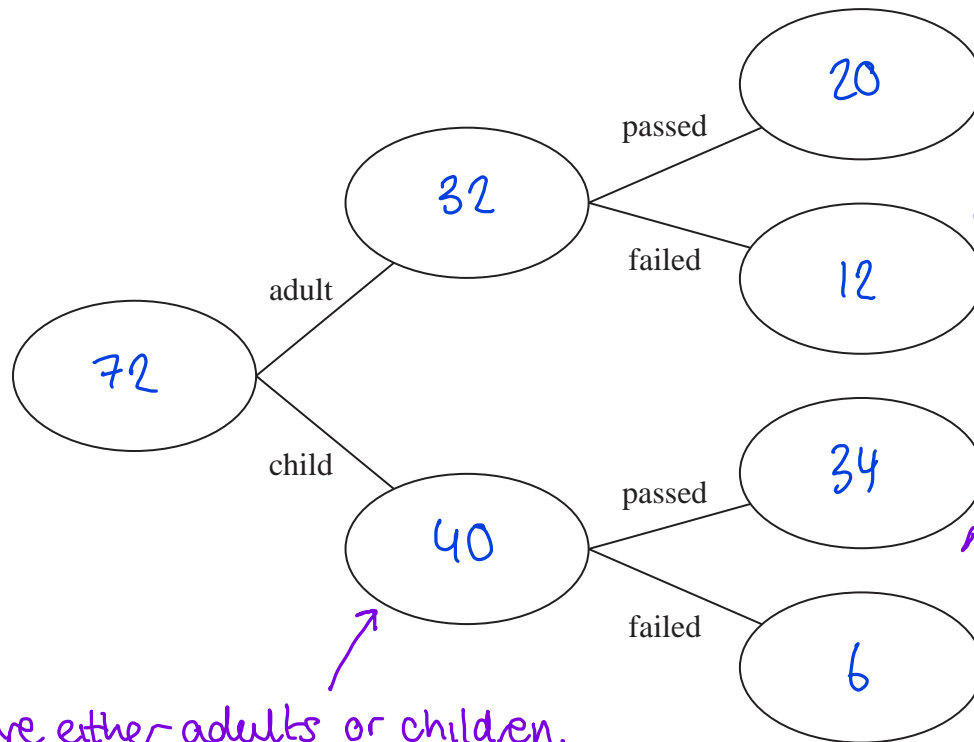 20
passed
32
failed
adult
12
72
child
34
passed
40
failed
6
either adults or children.